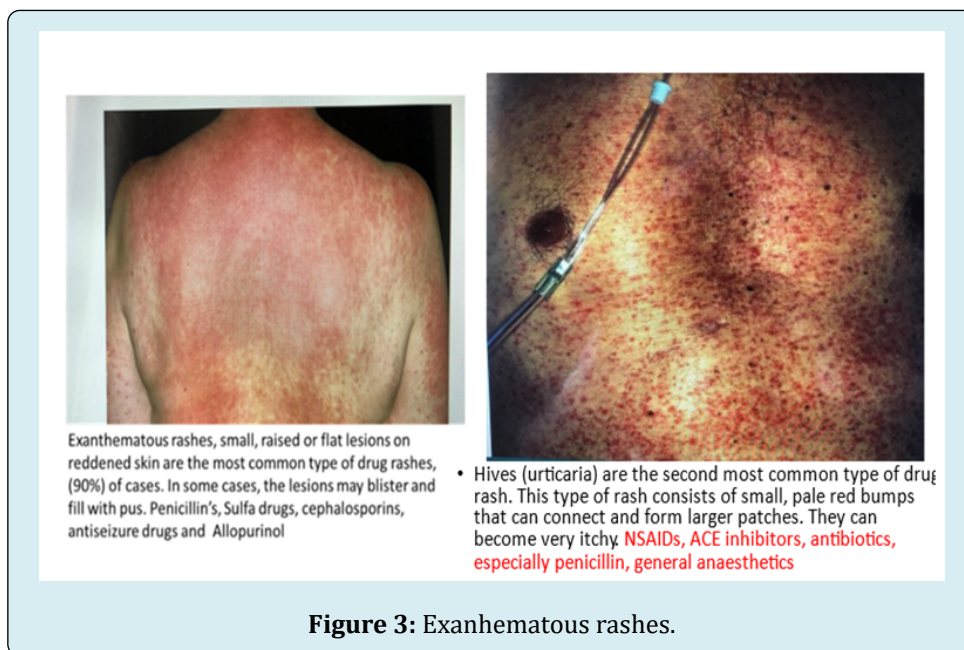 Exanthematous rashes, small, raised or flat lesions on
reddened skin are the most common type of drug rashes,
(90%) of cases. In some cases, the lesions may blister and
fill with pus. Penicillin's, Sulfa drugs, cephalosporins,
antiseizure drugs and Allopurinol
• Hives (urticaria) are the second most common type of drug
rash. This type of rash consists of small, pale red bumps
that can connect and form larger patches. They can
become very itchy. NSAIDs, ACE inhibitors, antibiotics,
especially penicillin, general anaesthetics
Figure 3: Exanhematous rashes.